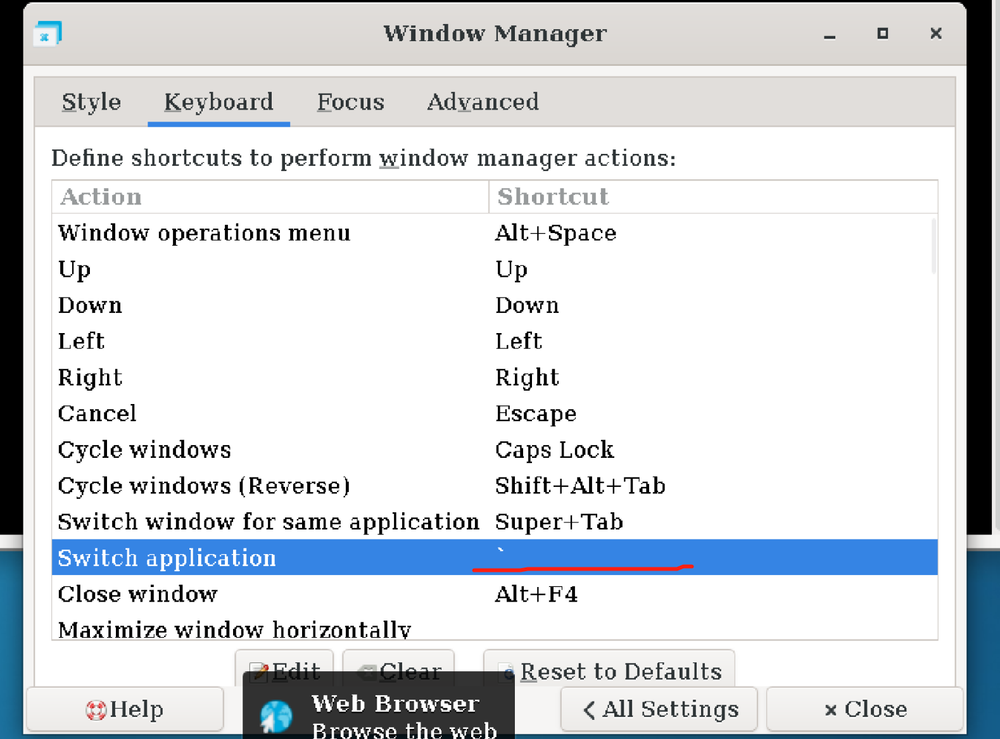 Window Manager
Style Keyboard Focus Advanced
Define shortcuts to perform window manager actions:
Action Shortcut
Window operations menu Alt+Space
Up Up
Down Down
Left Left
Right Right
Cancel Escape
Cycle windows Caps Lock
Cycle windows (Reverse) Shift+Alt+Tab
Switch window for same application Super+Tab
Switch application `
Close window Alt+F4
Maximize window horizontally
Edit Clear Reset to Defaults
Help All Settings Close
Web Browser
Browse the web